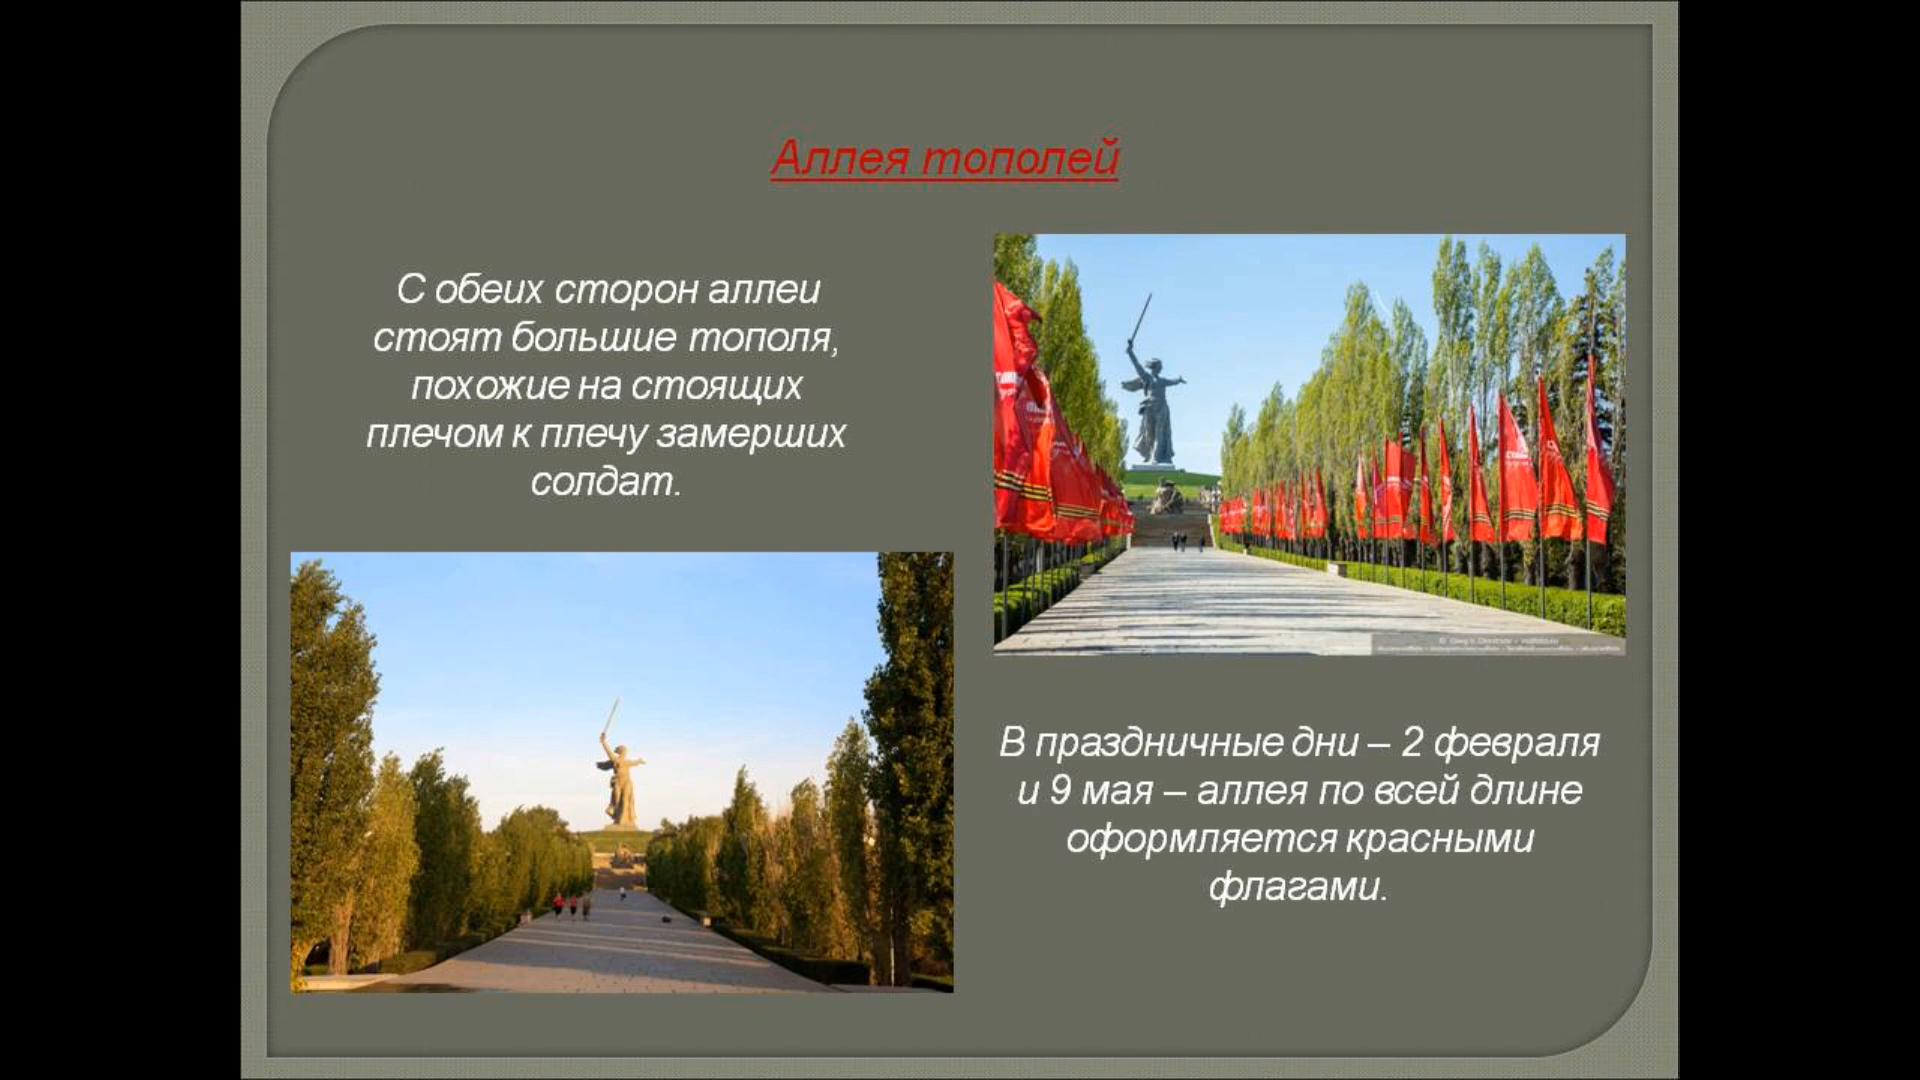 Аллея тополей
С обеих сторон аллеи
стоят большие тополя,
похожие на стоящих
плечом к плечу замерших
солдат.
В праздничные дни – 2 февраля
и 9 мая – аллея по всей длине
оформляется красными
флагами.